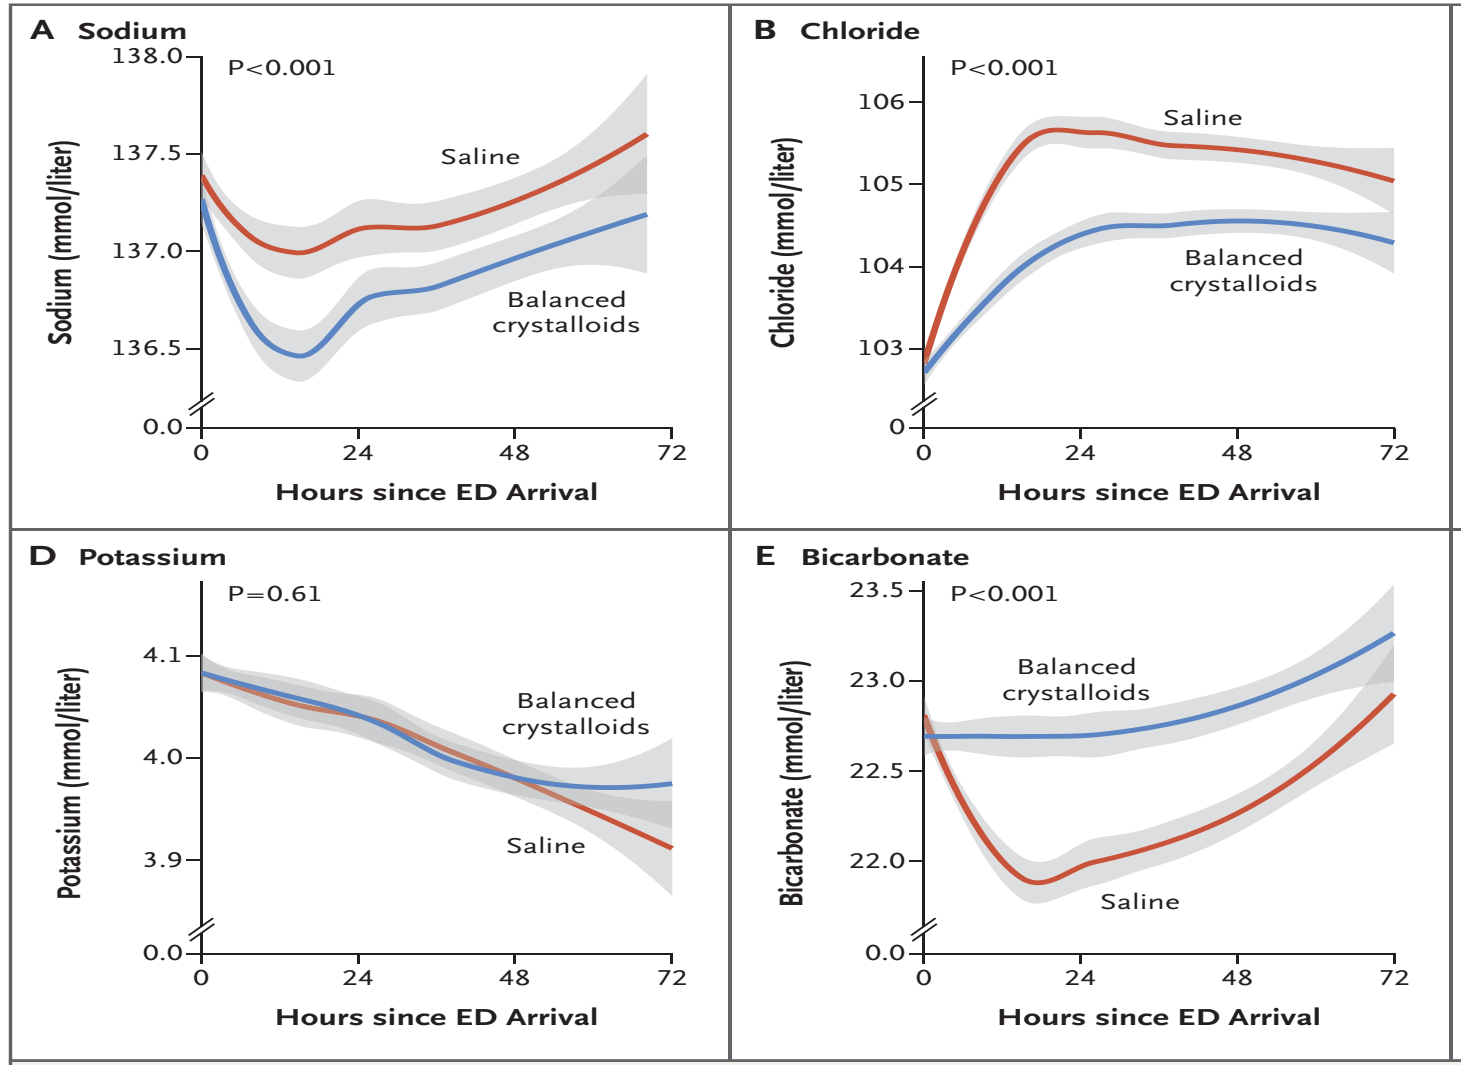 A Sodium
P<0.001
138.0
137.5
137.0
136.5
0.0
Sodium (mmol/liter)
Saline
Balanced
crystalloids
0 24 48 72
Hours since ED Arrival
B Chloride
P<0.001
106
105
104
103
0
Chloride (mmol/liter)
Saline
Balanced
crystalloids
0 24 48 72
Hours since ED Arrival
D Potassium
P=0.61
4.1
4.0
3.9
0.0
Potassium (mmol/liter)
Balanced
crystalloids
Saline
0 24 48 72
Hours since ED Arrival
E Bicarbonate
P<0.001
23.5
23.0
22.5
22.0
0.0
Bicarbonate (mmol/liter)
Balanced
crystalloids
Saline
0 24 48 72
Hours since ED Arrival